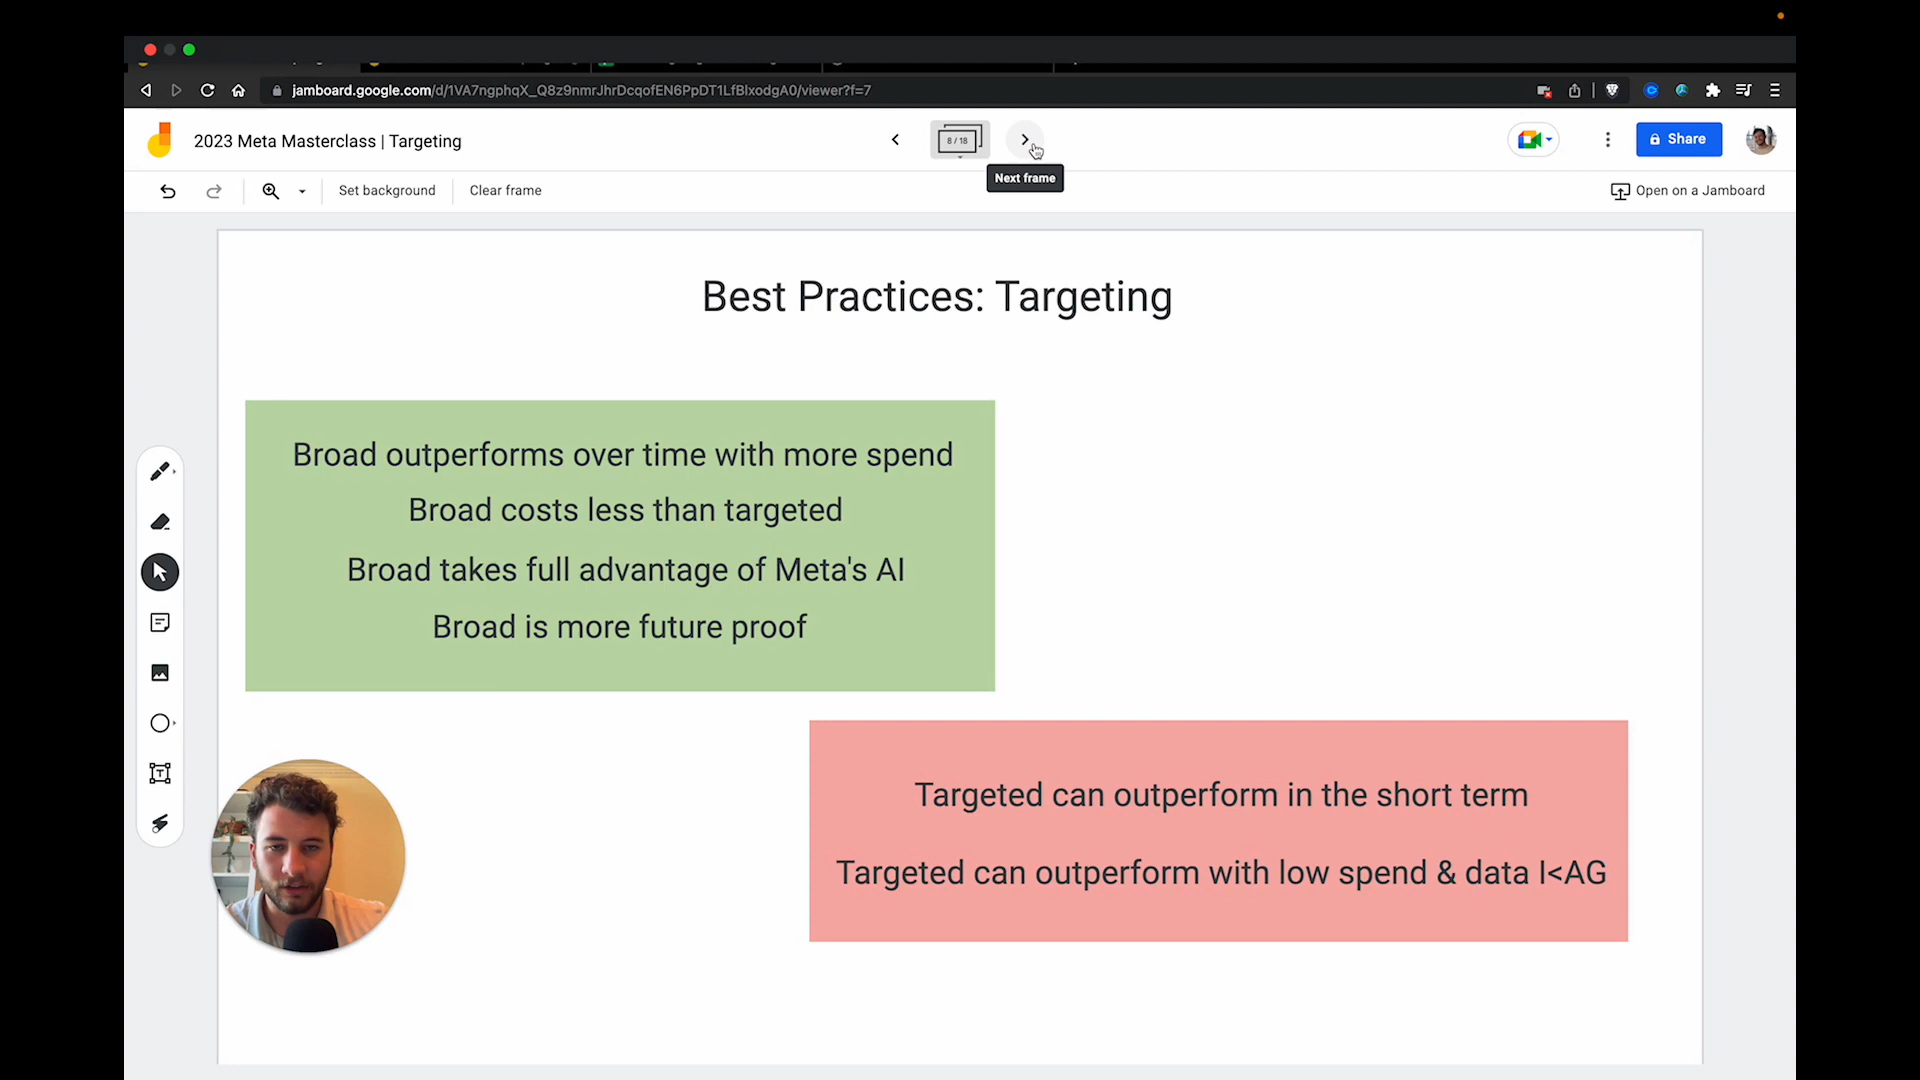 jamboard.google.com/d/1VA7ngphqX_Q8z9nmrJhrDcqofEN6PpDT1LfBlxodgA0/viewer?f=7
2023 Meta Masterclass | Targeting
8 / 18
Share
Next frame
Set background
Clear frame
Open on a Jamboard
Best Practices: Targeting
Broad outperforms over time with more spend
Broad costs less than targeted
Broad takes full advantage of Meta's AI
Broad is more future proof
Targeted can outperform in the short term
Targeted can outperform with low spend & data I<AG